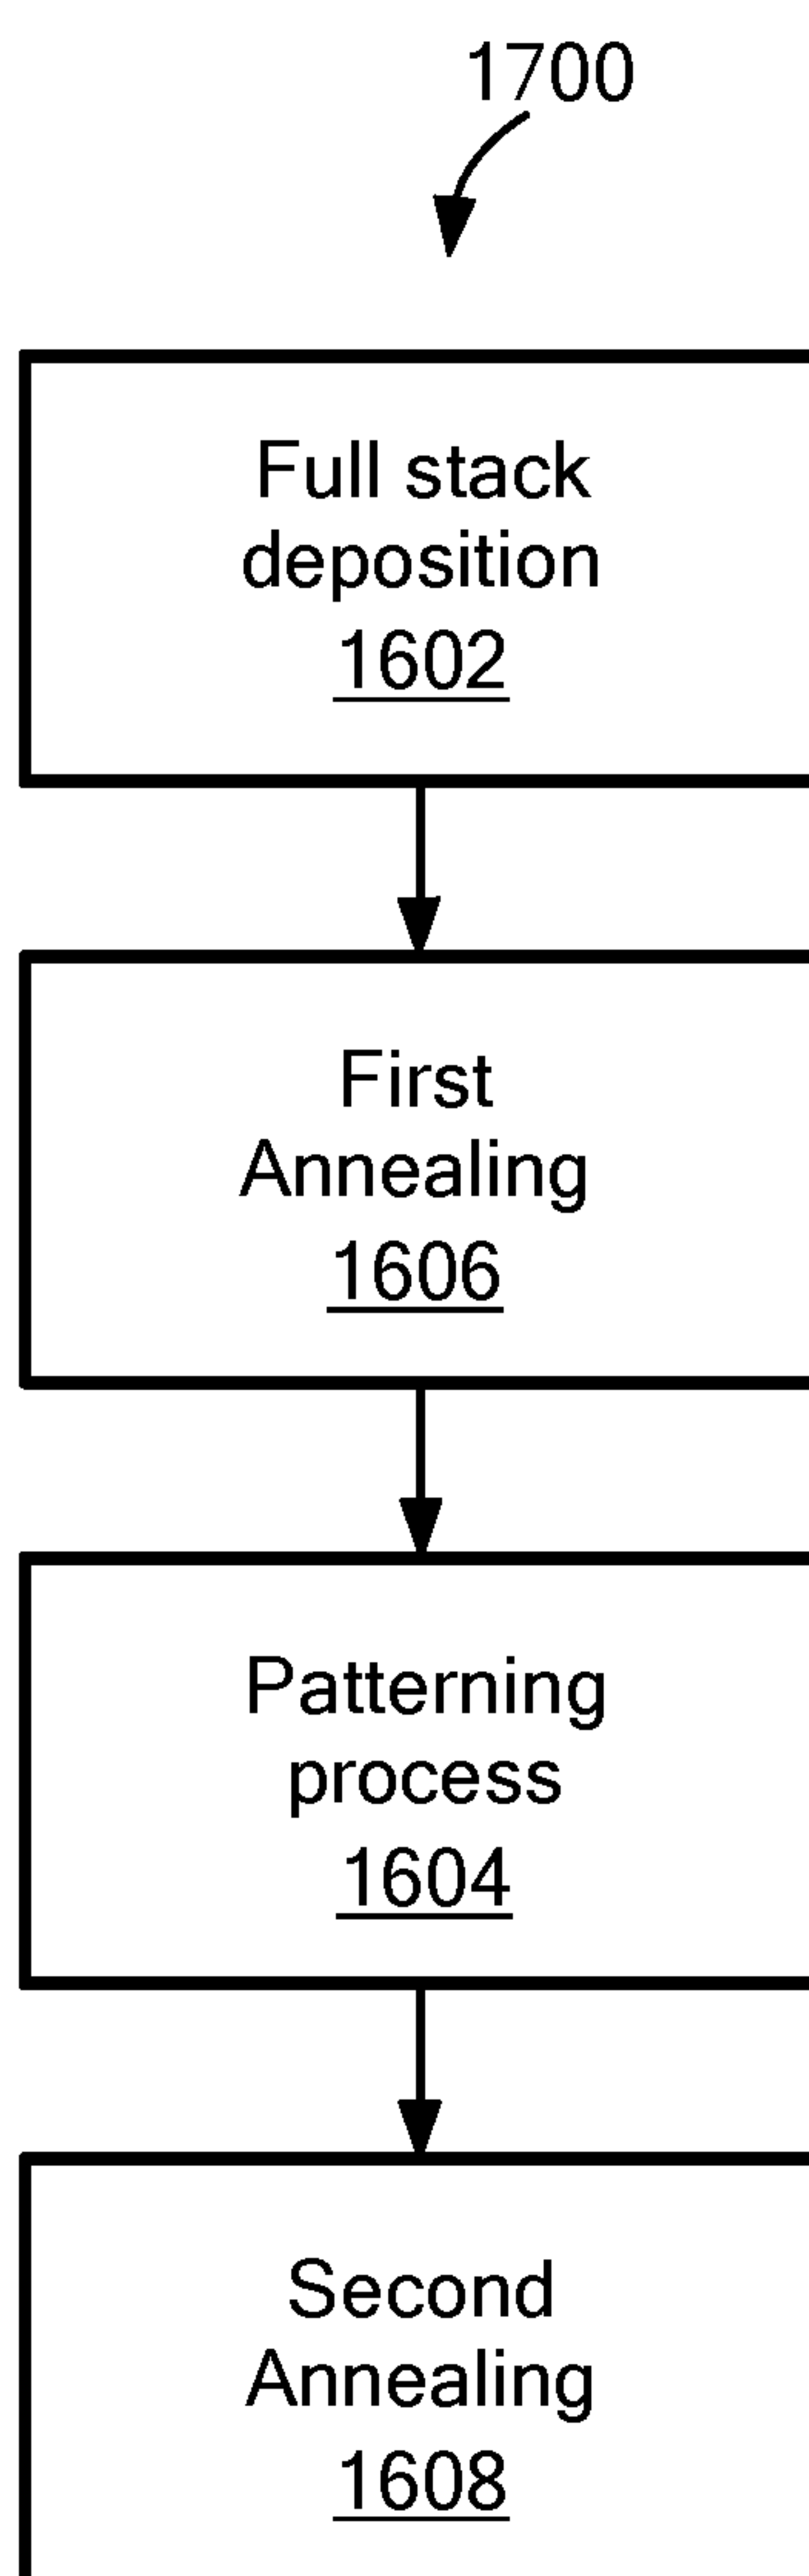 1700
Full stack
deposition
1602
First
Annealing
1606
Patterning
process
1604
Second
Annealing
1608